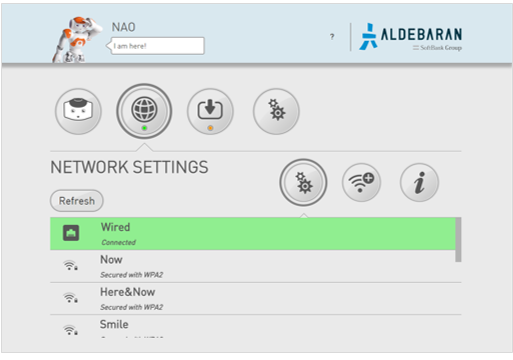 NAO
I am here!
?
ALDEBARAN
SoftBank Group
NETWORK SETTINGS
Refresh
Wired
Connected
Now
Secured with WPA2
Here&Now
Secured with WPA2
Smile